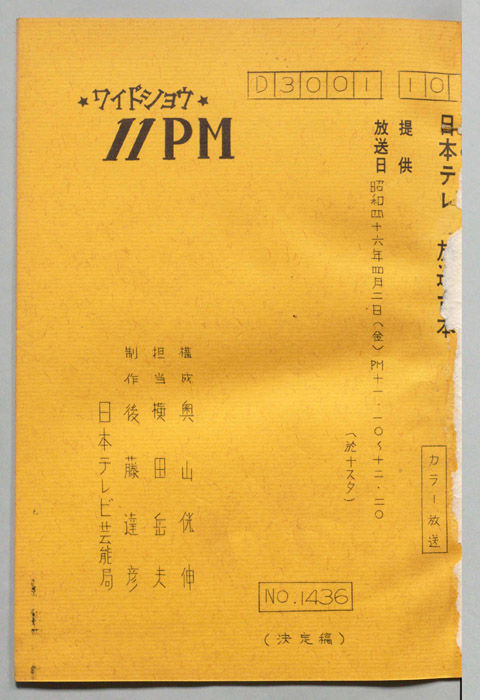 D3001 10
日本テレ 放送台本
提供
放送日 昭和四十六年四月二日（金）PM十一・一〇～十二・二〇
（於十スタ）
カラー放送
★ワイドショウ★
11PM
構成 奥山侊伸
担当 横田岳夫
制作 後藤達彦
日本テレビ芸能局
NO.1436
（決定稿）